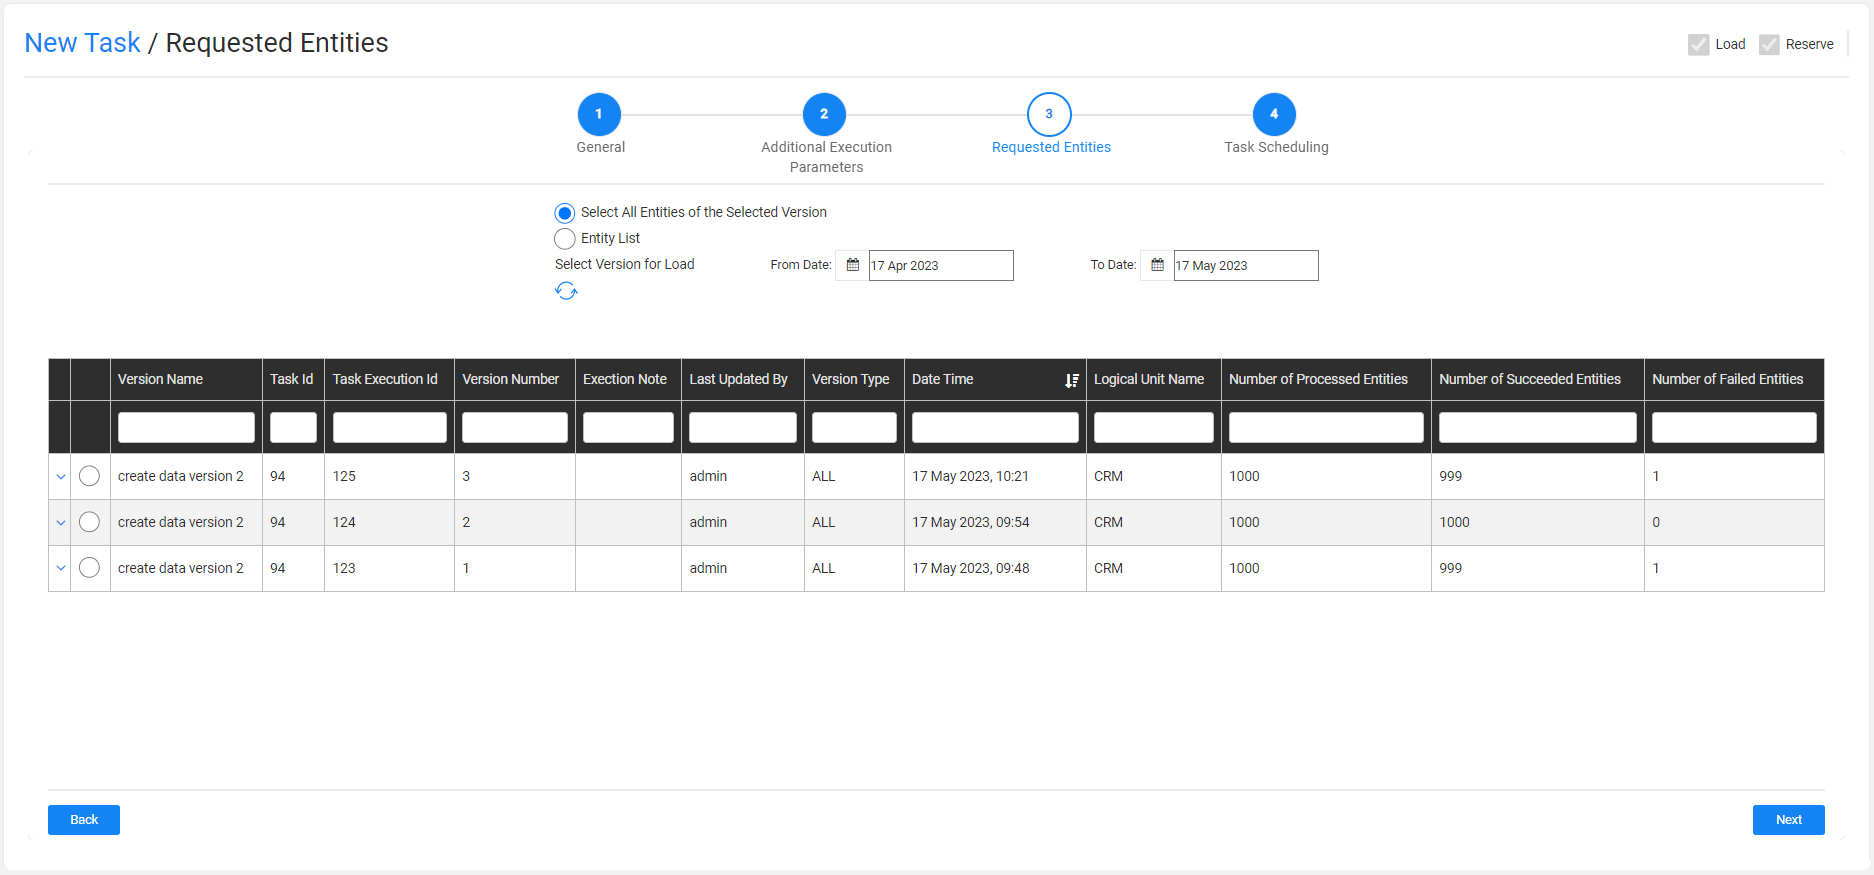 New Task / Requested Entities
Load Reserve
1 2 3 4
General Additional Execution Requested Entities Task Scheduling
Parameters
Select All Entities of the Selected Version
Entity List
Select Version for Load From Date: 17 Apr 2023 To Date: 17 May 2023
Version Name Task Id Task Execution Id Version Number Exection Note Last Updated By Version Type Date Time Logical Unit Name Number of Processed Entities Number of Succeeded Entities Number of Failed Entities
create data version 2 94 125 3 admin ALL 17 May 2023, 10:21 CRM 1000 999 1
create data version 2 94 124 2 admin ALL 17 May 2023, 09:54 CRM 1000 1000 0
create data version 2 94 123 1 admin ALL 17 May 2023, 09:48 CRM 1000 999 1
Back Next